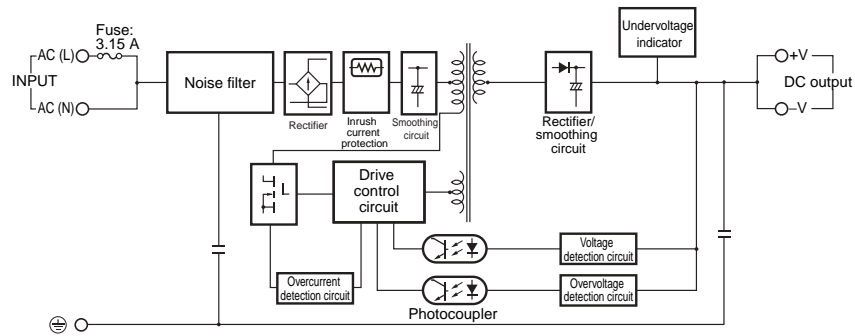 Fuse:
3.15 A
AC (L)
INPUT
AC (N)
Noise filter
Rectifier
Inrush
current
protection
Smoothing
circuit
Rectifier/
smoothing
circuit
Undervoltage
indicator
+V
DC output
–V
Drive
control
circuit
Overcurrent
detection circuit
Voltage
detection circuit
Overvoltage
detection circuit
Photocoupler